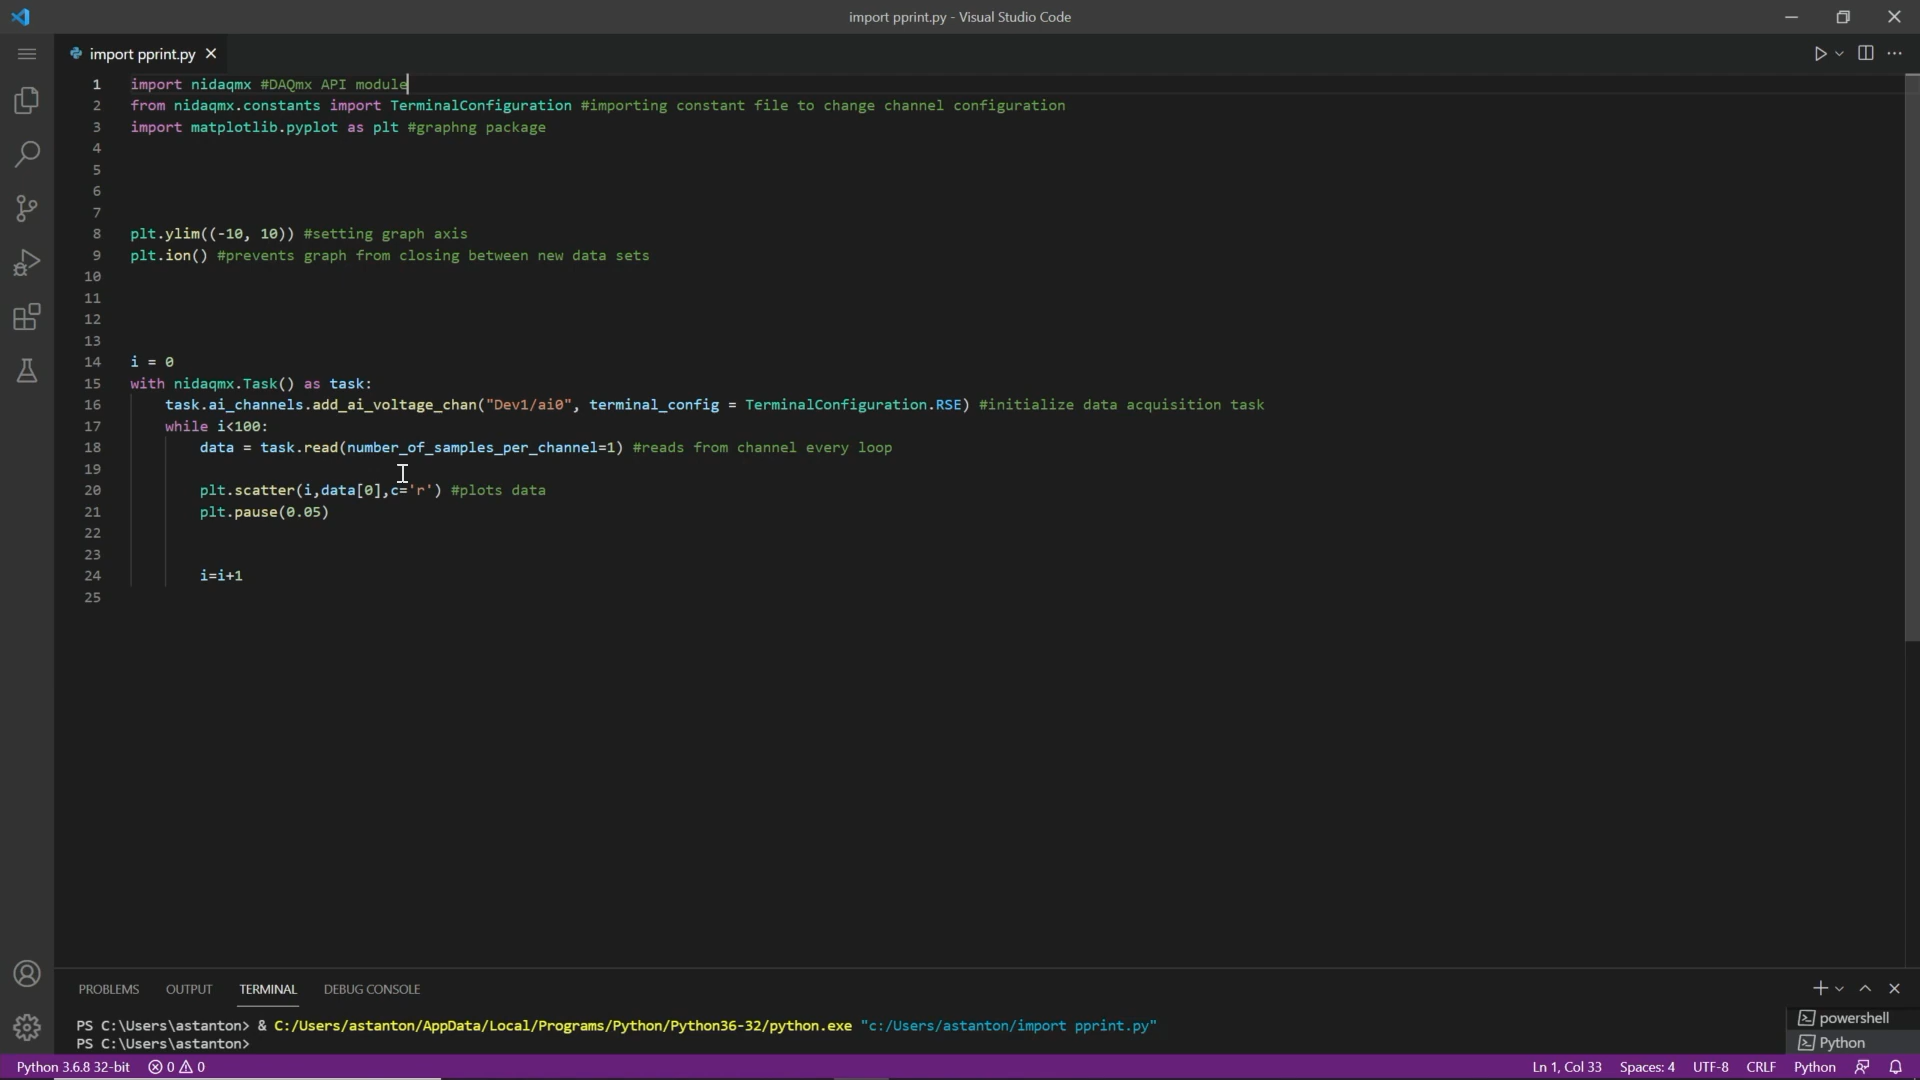 import pprint.py - Visual Studio Code
import pprint.py
1 import nidaqmx #DAQmx API module
2 from nidaqmx.constants import TerminalConfiguration #importing constant file to change channel configuration
3 import matplotlib.pyplot as plt #graphng package
4
5
6
7
8 plt.ylim((-10, 10)) #setting graph axis
9 plt.ion() #prevents graph from closing between new data sets
10
11
12
13
14 i = 0
15 with nidaqmx.Task() as task:
16 task.ai_channels.add_ai_voltage_chan("Dev1/ai0", terminal_config = TerminalConfiguration.RSE) #initialize data acquisition task
17 while i<100:
18 data = task.read(number_of_samples_per_channel=1) #reads from channel every loop
19
20 plt.scatter(i,data[0],c='r') #plots data
21 plt.pause(0.05)
22
23
24 i=i+1
25
PROBLEMS OUTPUT TERMINAL DEBUG CONSOLE
PS C:\Users\astanton> & C:/Users/astanton/AppData/Local/Programs/Python/Python36-32/python.exe "c:/Users/astanton/import pprint.py"
PS C:\Users\astanton>
powershell
Python
Python 3.6.8 32-bit 0 0 Ln 1, Col 33 Spaces: 4 UTF-8 CRLF Python